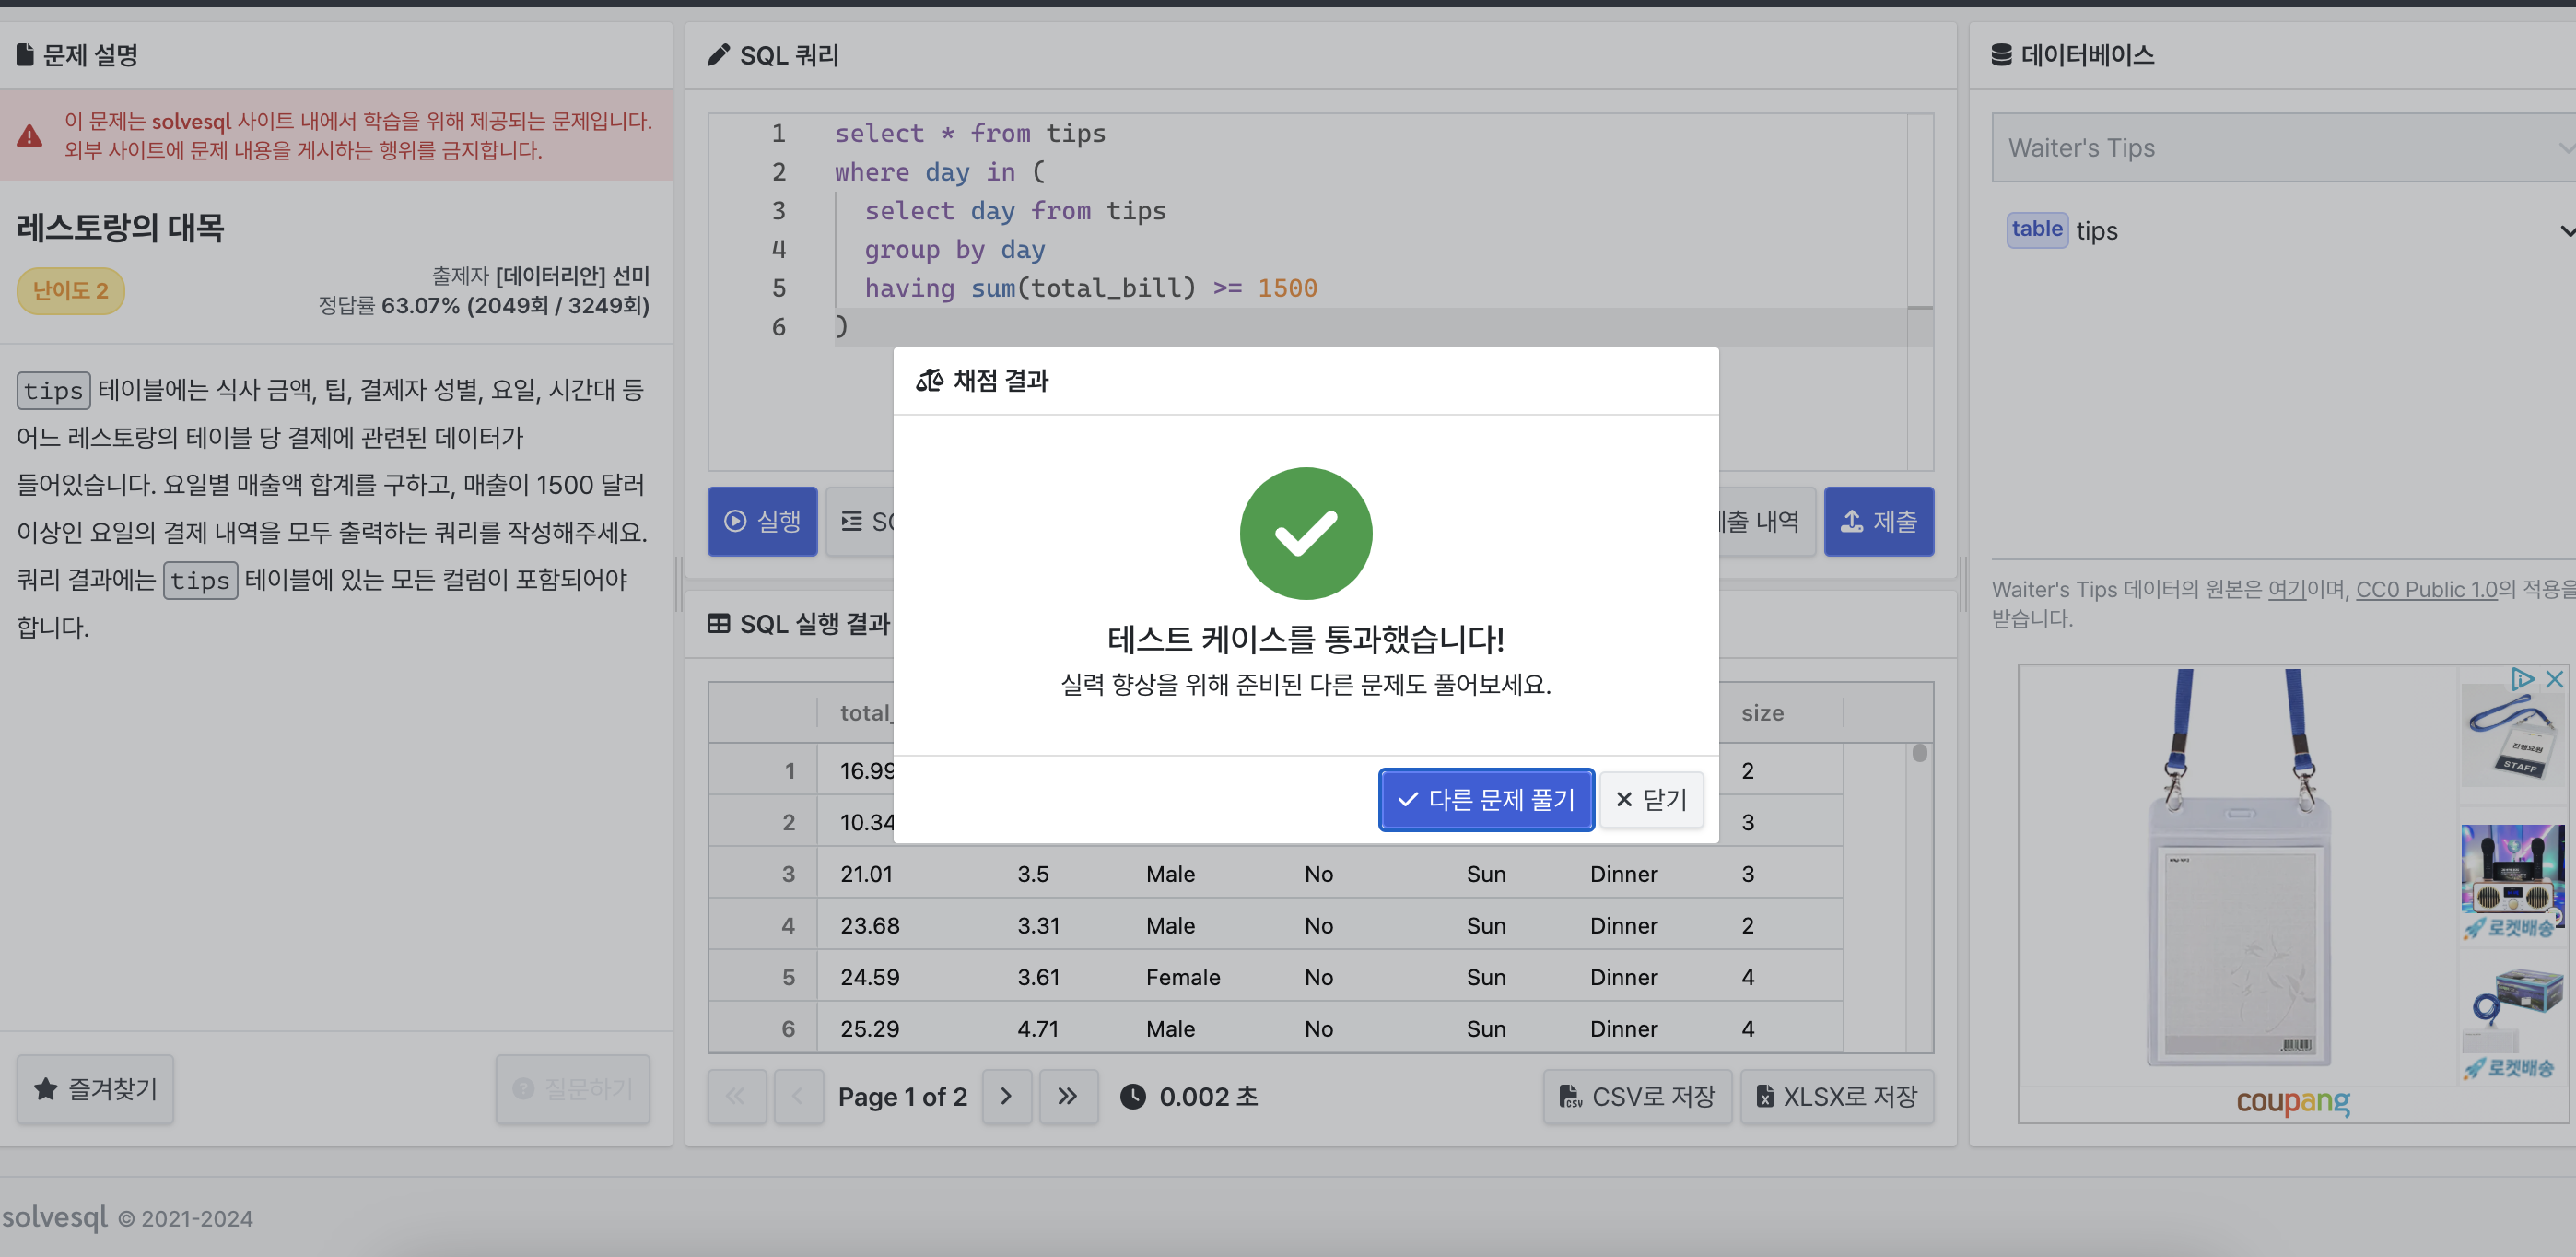 문제 설명
이 문제는 solvesql 사이트 내에서 학습을 위해 제공되는 문제입니다.
외부 사이트에 문제 내용을 게시하는 행위를 금지합니다.
레스토랑의 대목
난이도 2
출제자 [데이터리안] 선미
정답률 63.07% (2049회 / 3249회)
tips 테이블에는 식사 금액, 팁, 결제자 성별, 요일, 시간대 등
어느 레스토랑의 테이블 당 결제에 관련된 데이터가
들어있습니다. 요일별 매출액 합계를 구하고, 매출이 1500 달러
이상인 요일의 결제 내역을 모두 출력하는 쿼리를 작성해주세요.
쿼리 결과에는 tips 테이블에 있는 모든 컬럼이 포함되어야
합니다.
즐겨찾기
질문하기
SQL 쿼리
1 select * from tips
2 where day in (
3 select day from tips
4 group by day
5 having sum(total_bill) >= 1500
6 )
실행
제출 내역
제출
채점 결과
테스트 케이스를 통과했습니다!
실력 향상을 위해 준비된 다른 문제도 풀어보세요.
다른 문제 풀기
닫기
SQL 실행 결과
total_ size
1 16.99 2
2 10.34 3
3 21.01 3.5 Male No Sun Dinner 3
4 23.68 3.31 Male No Sun Dinner 2
5 24.59 3.61 Female No Sun Dinner 4
6 25.29 4.71 Male No Sun Dinner 4
Page 1 of 2
0.002 초
CSV로 저장
XLSX로 저장
데이터베이스
Waiter's Tips
table tips
Waiter's Tips 데이터의 원본은 여기이며, CC0 Public 1.0의 적용을
받습니다.
STAFF
로켓배송
로켓배송
coupang
solvesql © 2021-2024